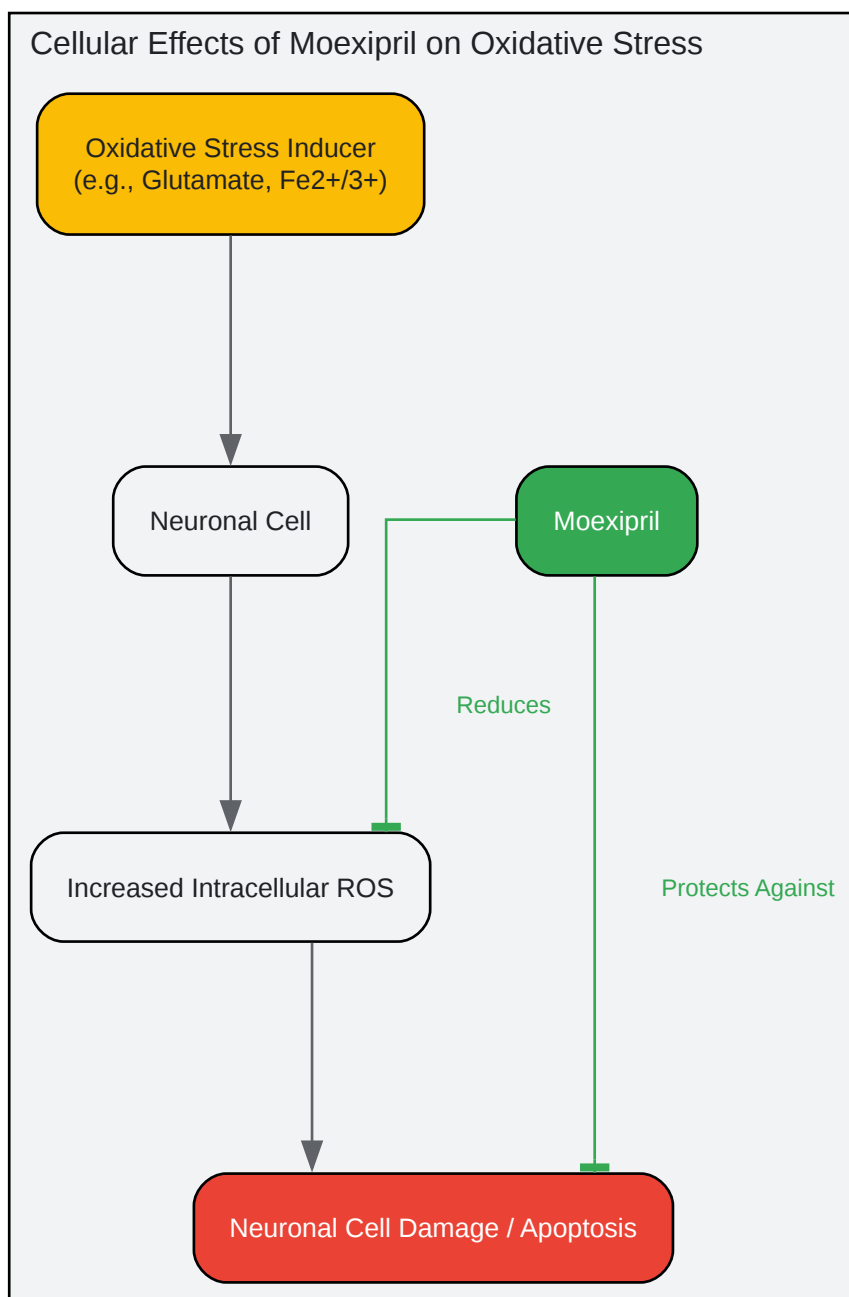 Cellular Effects of Moexipril on Oxidative Stress
Oxidative Stress Inducer
(e.g., Glutamate, Fe2+/3+)
Neuronal Cell
Moexipril
Reduces
Increased Intracellular ROS
Protects Against
Neuronal Cell Damage / Apoptosis